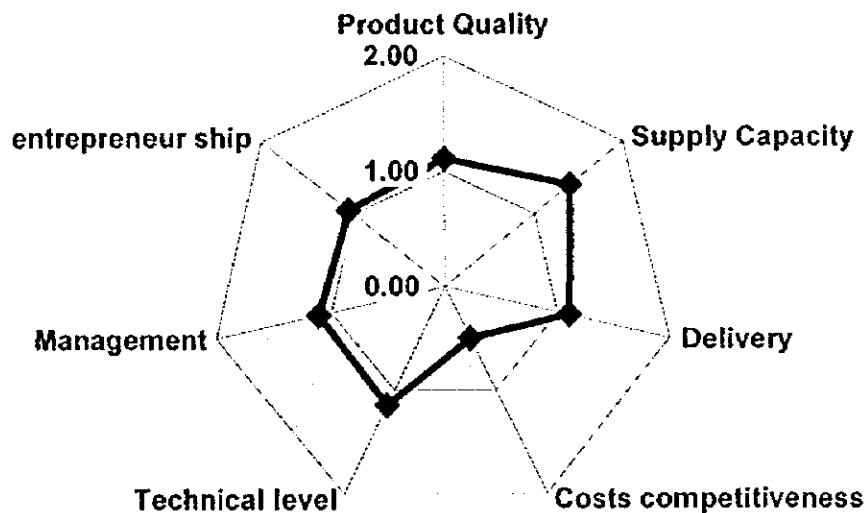 Product Quality
2.00
entrepreneur ship
Supply Capacity
1.00
0.00
Management
Delivery
Technical level
Costs competitiveness